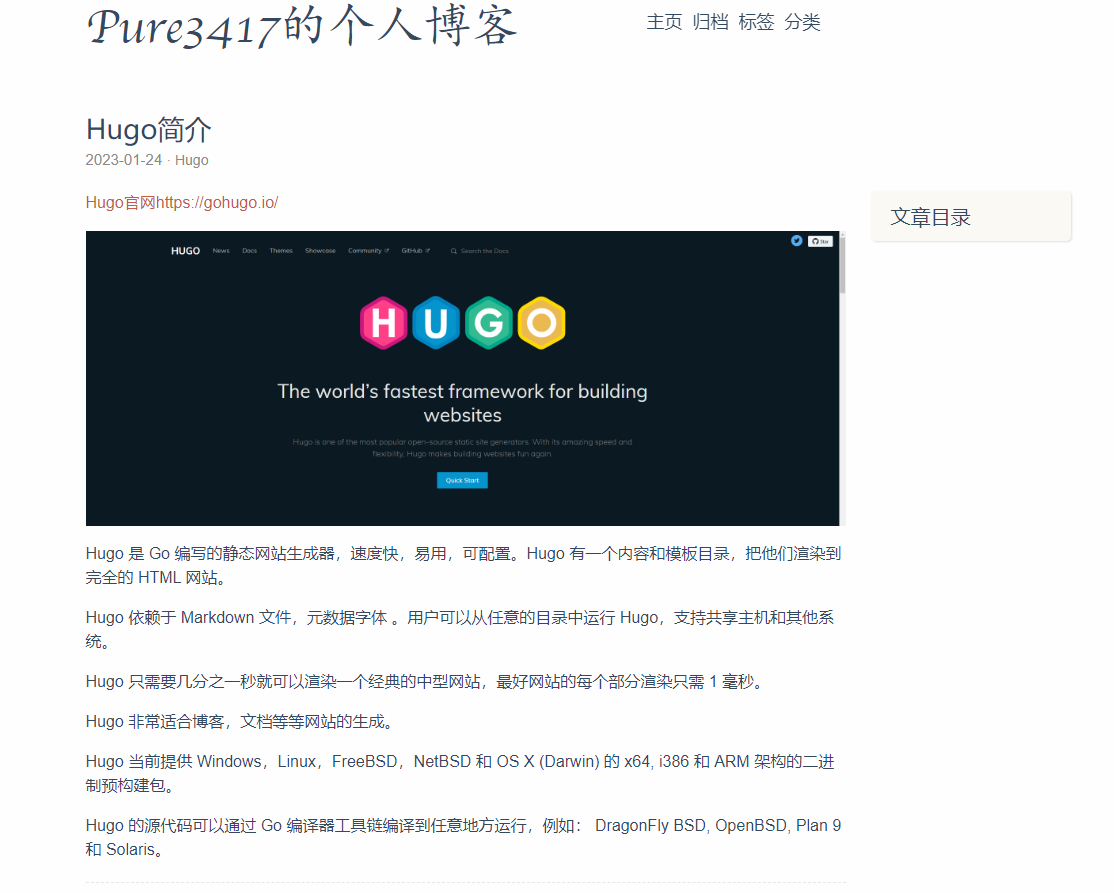 Pure3417的个人博客
主页 归档 标签 分类
Hugo简介
2023-01-24 · Hugo
Hugo官网https://gohugo.io/
文章目录
HUGO News Docs Themes Showcase Community GitHub Search the Docs
Star
HUGO
The world's fastest framework for building
websites
Hugo is one of the most popular open-source static site generators. With its amazing speed and
flexibility, Hugo makes building websites fun again.
Quick Start
Hugo 是 Go 编写的静态网站生成器，速度快，易用，可配置。Hugo 有一个内容和模板目录，把他们渲染到
完全的 HTML 网站。
Hugo 依赖于 Markdown 文件，元数据字体 。用户可以从任意的目录中运行 Hugo，支持共享主机和其他系
统。
Hugo 只需要几分之一秒就可以渲染一个经典的中型网站，最好网站的每个部分渲染只需 1 毫秒。
Hugo 非常适合博客，文档等等网站的生成。
Hugo 当前提供 Windows，Linux，FreeBSD，NetBSD 和 OS X (Darwin) 的 x64, i386 和 ARM 架构的二进
制预构建包。
Hugo 的源代码可以通过 Go 编译器工具链编译到任意地方运行，例如： DragonFly BSD, OpenBSD, Plan 9
和 Solaris。